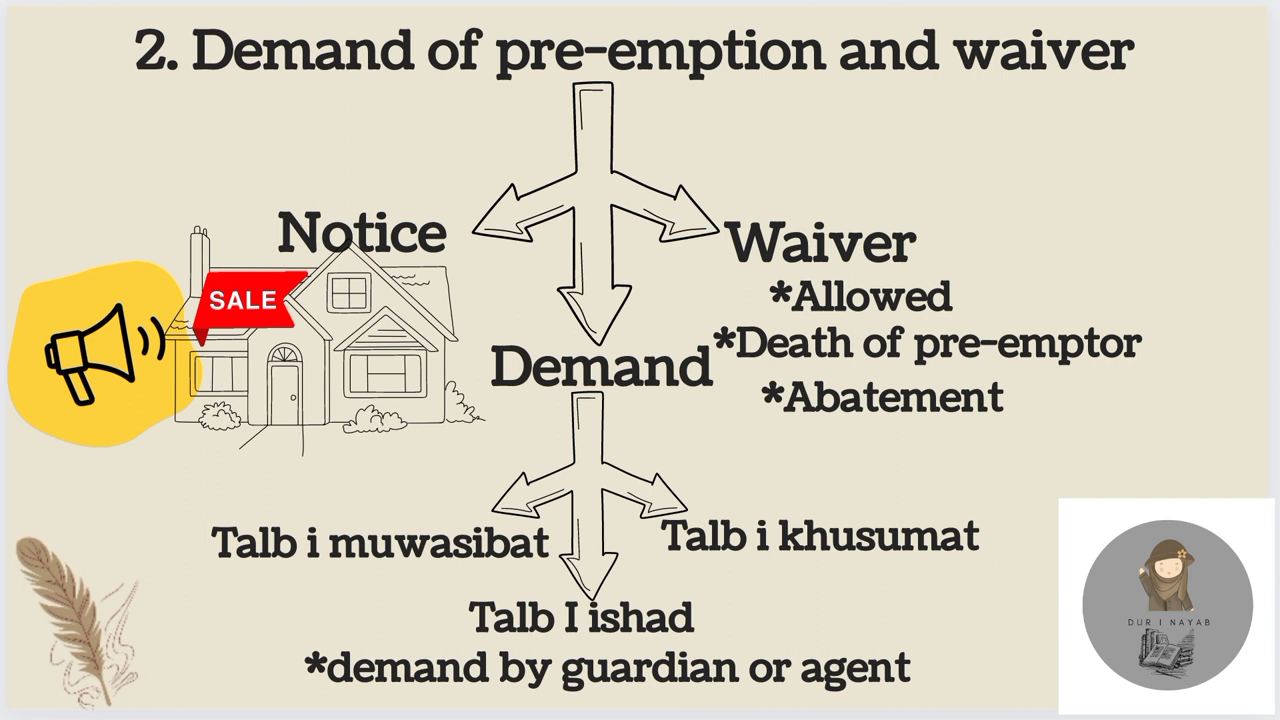 2. Demand of pre-emption and waiver
Notice
Waiver
SALE
*Allowed
*Death of pre-emptor
Demand
*Abatement
Talb i muwasibat
Talb i khusumat
Talb I ishad
*demand by guardian or agent
DUR I NAYAB